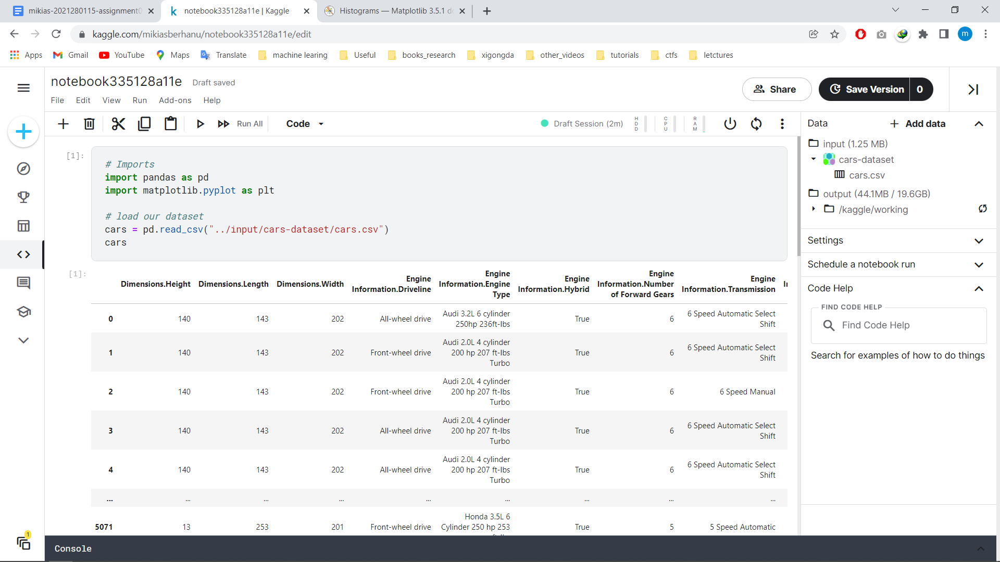 mikias-2021280115-assignment0
notebook335128a11e | Kaggle
Histograms — Matplotlib 3.5.1 do
kaggle.com/mikiasberhanu/notebook335128a11e/edit
m
Apps
Gmail
YouTube
Maps
Translate
machine learing
Useful
books_research
xigongda
other_videos
tutorials
ctfs
letctures
notebook335128a11e
Draft saved
File Edit View Run Add-ons Help
Share
Save Version 0
Run All
Code
Draft Session (2m)
HDD
CPU
RAM
[1]:
# Imports
import pandas as pd
import matplotlib.pyplot as plt
# load our dataset
cars = pd.read_csv("../input/cars-dataset/cars.csv")
cars
[1]:
Dimensions.Height Dimensions.Length Dimensions.Width Engine Information.Driveline Engine Information.Engine Type Engine Information.Hybrid Engine Information.Number of Forward Gears Engine Information.Transmission
0 140 143 202 All-wheel drive Audi 3.2L 6 cylinder 250hp 236ft-lbs True 6 6 Speed Automatic Select Shift
1 140 143 202 Front-wheel drive Audi 2.0L 4 cylinder 200 hp 207 ft-lbs Turbo True 6 6 Speed Automatic Select Shift
2 140 143 202 Front-wheel drive Audi 2.0L 4 cylinder 200 hp 207 ft-lbs Turbo True 6 6 Speed Manual
3 140 143 202 All-wheel drive Audi 2.0L 4 cylinder 200 hp 207 ft-lbs Turbo True 6 6 Speed Automatic Select Shift
4 140 143 202 All-wheel drive Audi 2.0L 4 cylinder 200 hp 207 ft-lbs Turbo True 6 6 Speed Automatic Select Shift
... ... ... ... ... ... ... ... ...
5071 13 253 201 Front-wheel drive Honda 3.5L 6 Cylinder 250 hp 253 True 5 5 Speed Automatic
Data
Add data
input (1.25 MB)
cars-dataset
cars.csv
output (44.1MB / 19.6GB)
/kaggle/working
Settings
Schedule a notebook run
Code Help
FIND CODE HELP
Find Code Help
Search for examples of how to do things
1
Console